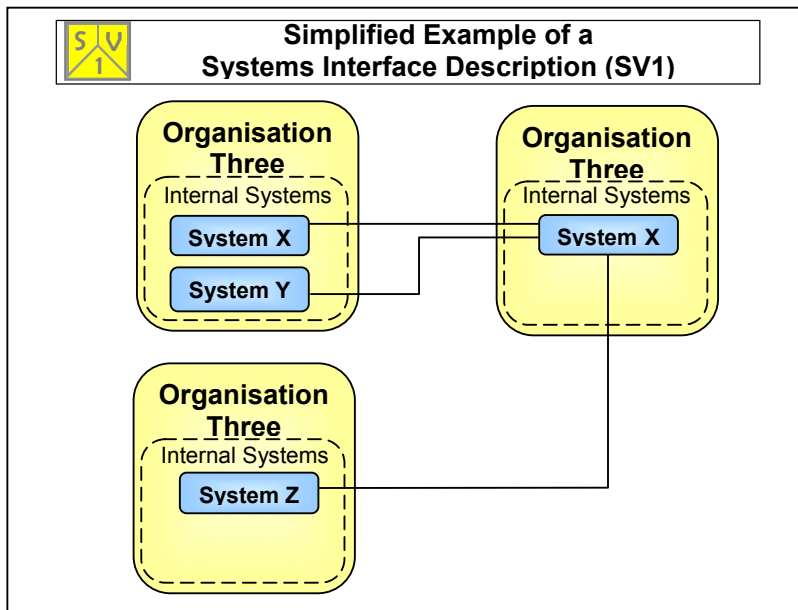 S V
1
Simplified Example of a
Systems Interface Description (SV1)
Organisation
Three
Internal Systems
System X
System Y
Organisation
Three
Internal Systems
System X
Organisation
Three
Internal Systems
System Z